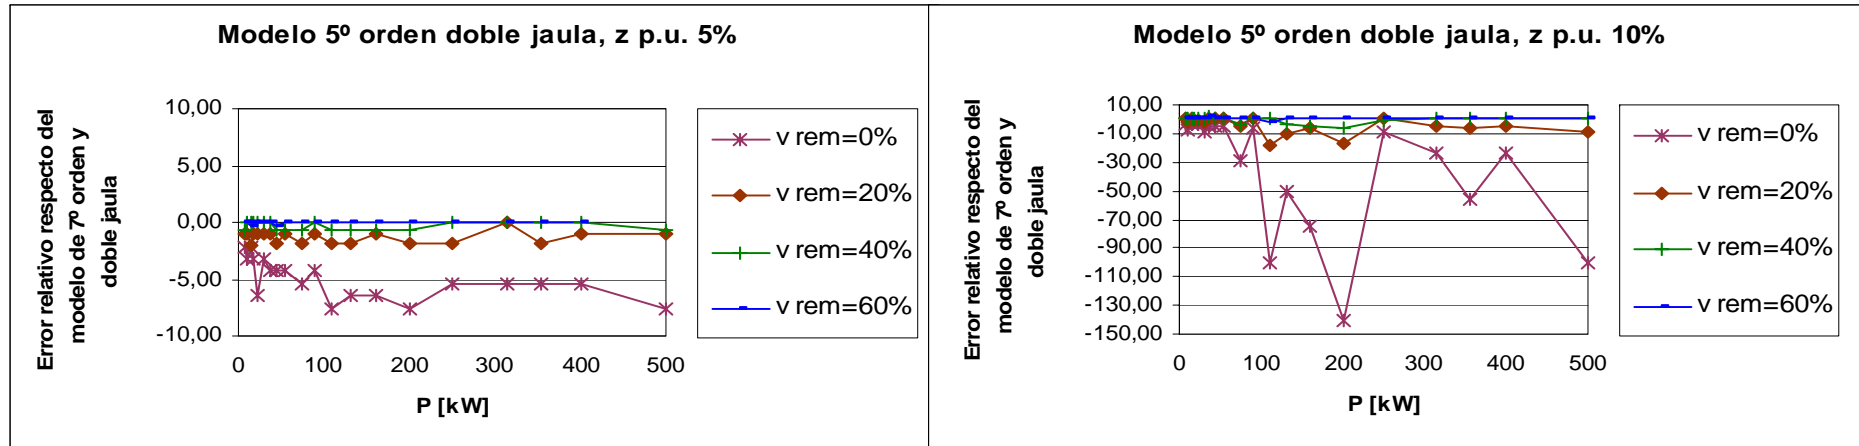 Modelo 5º orden doble jaula, z p.u. 5%
Error relativo respecto del
modelo de 7º orden y
doble jaula
10,00
5,00
0,00
-5,00
-10,00
0
100
200
300
400
500
P [kW]
v rem=0%
v rem=20%
v rem=40%
v rem=60%
Modelo 5º orden doble jaula, z p.u. 10%
Error relativo respecto del
modelo de 7º orden y
doble jaula
10,00
-10,00
-30,00
-50,00
-70,00
-90,00
-110,00
-130,00
-150,00
0
100
200
300
400
500
P [kW]
v rem=0%
v rem=20%
v rem=40%
v rem=60%